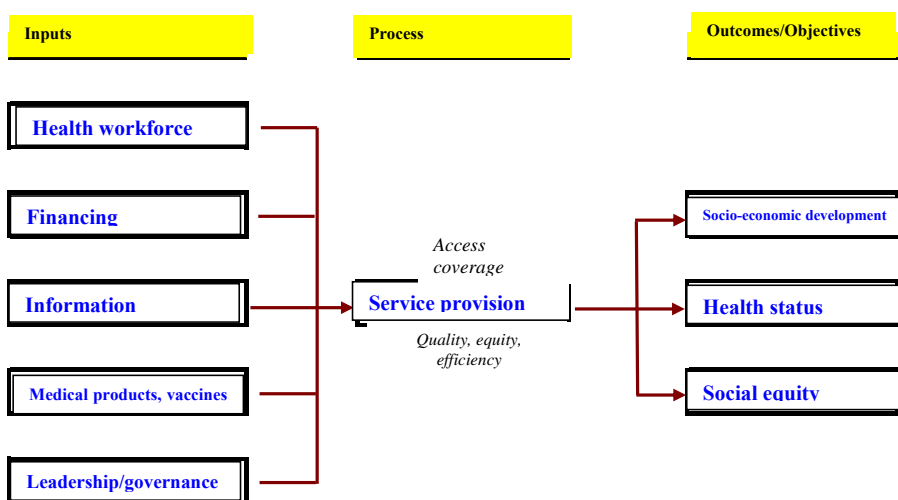 Inputs
Process
Outcomes/Objectives
Health workforce
Financing
Information
Medical products, vaccines
Leadership/governance
Access
coverage
Service provision
Quality, equity,
efficiency
Socio-economic development
Health status
Social equity